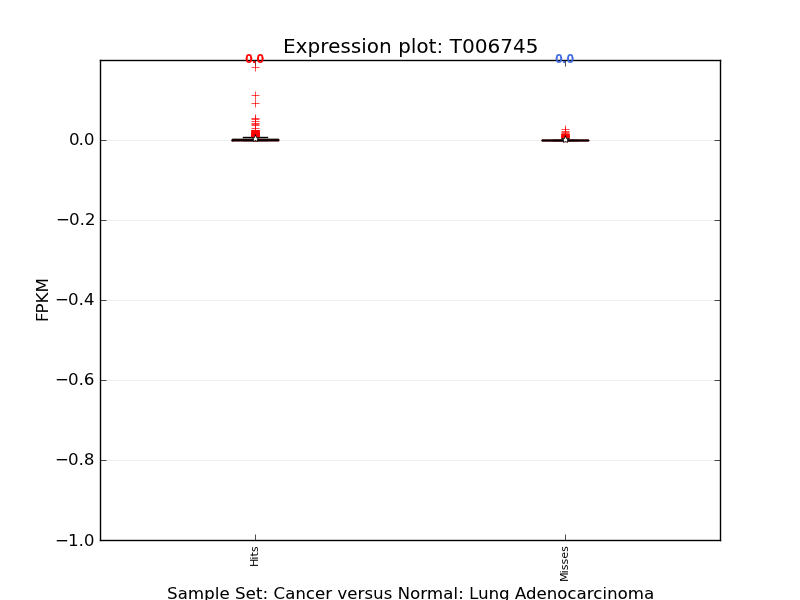 Expression plot: T006745
0.0
0.0
0.0
−0.2
−0.4
−0.6
−0.8
−1.0
FPKM
Hits
Misses
Sample Set: Cancer versus Normal: Lung Adenocarcinoma